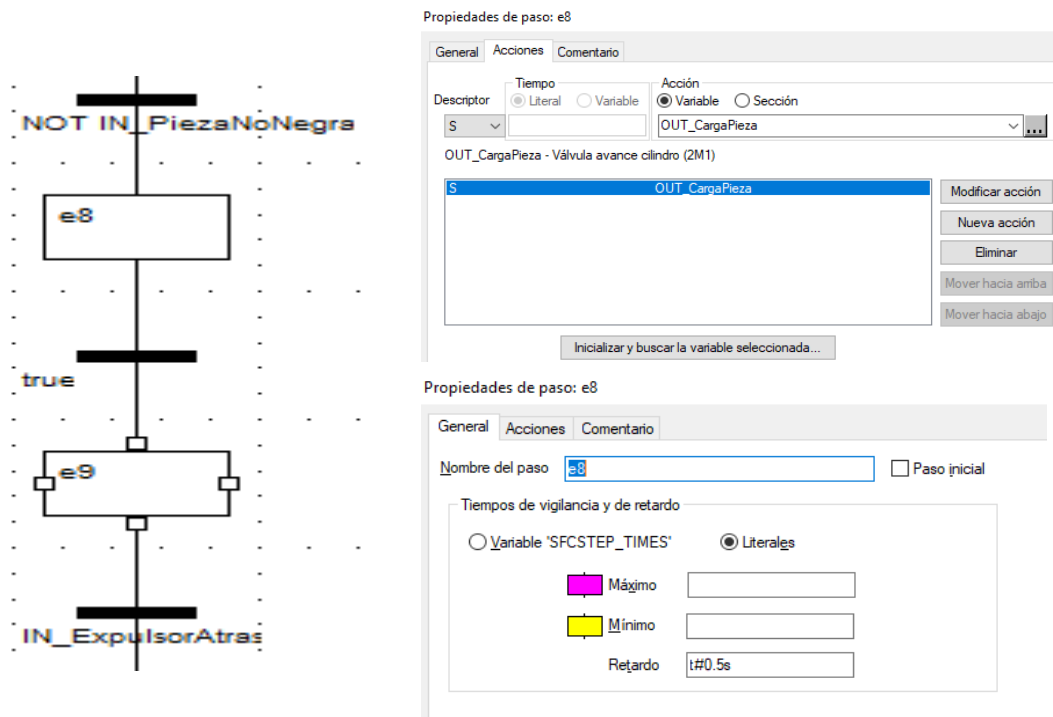 NOT IN_PiezaNoNegra
e8
true
e9
IN_ExpulsorAtras
Propiedades de paso: e8
General Acciones Comentario
Tiempo Acción
Descriptor Literal Variable Variable Sección
S OUT_CargaPieza ...
OUT_CargaPieza - Válvula avance cilindro (2M1)
S OUT_CargaPieza
Modificar acción
Nueva acción
Eliminar
Mover hacia arriba
Mover hacia abajo
Inicializar y buscar la variable seleccionada...
Propiedades de paso: e8
General Acciones Comentario
Nombre del paso e8 Paso inicial
Tiempos de vigilancia y de retardo
Variable 'SFCSTEP_TIMES' Literales
Máximo
Mínimo
Retardo t#0.5s